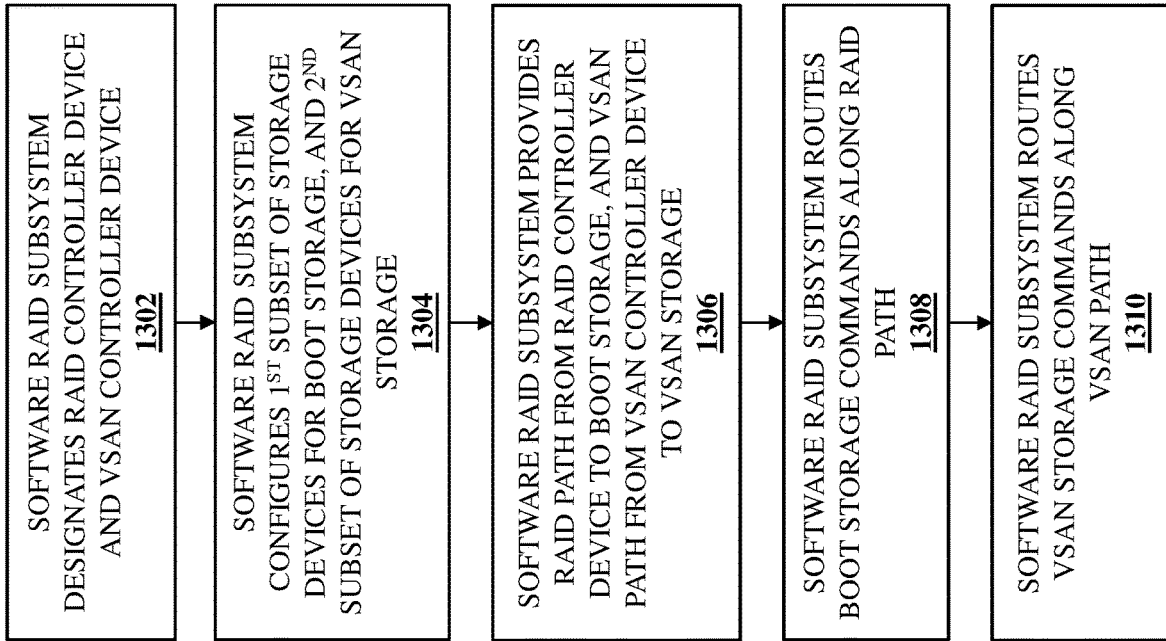 SOFTWARE RAID SUBSYSTEM
DESIGNATES RAID CONTROLLER DEVICE
AND VSAN CONTROLLER DEVICE
1302
SOFTWARE RAID SUBSYSTEM
CONFIGURES 1ST SUBSET OF STORAGE
DEVICES FOR BOOT STORAGE, AND 2ND
SUBSET OF STORAGE DEVICES FOR VSAN
STORAGE
1304
SOFTWARE RAID SUBSYSTEM PROVIDES
RAID PATH FROM RAID CONTROLLER
DEVICE TO BOOT STORAGE, AND VSAN
PATH FROM VSAN CONTROLLER DEVICE
TO VSAN STORAGE
1306
SOFTWARE RAID SUBSYSTEM ROUTES
BOOT STORAGE COMMANDS ALONG RAID
PATH
1308
SOFTWARE RAID SUBSYSTEM ROUTES
VSAN STORAGE COMMANDS ALONG
VSAN PATH
1310